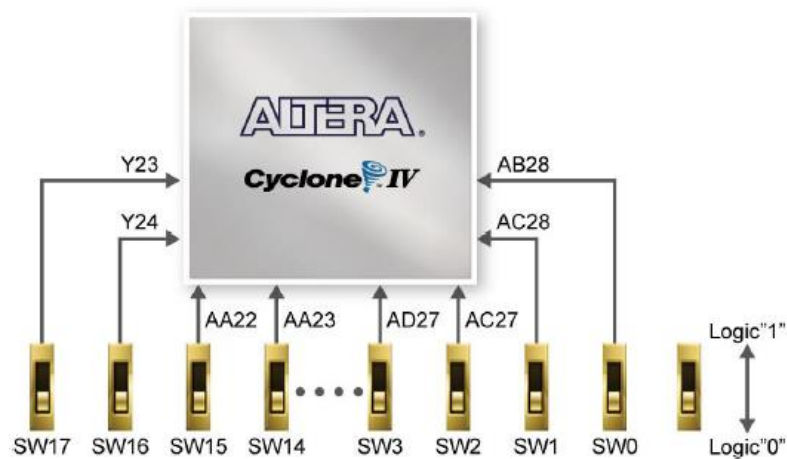 ALTERA.
Cyclone IV
Y23
AB28
Y24
AC28
AA22
AA23
AD27
AC27
Logic"1"
SW17
SW16
SW15
SW14
SW3
SW2
SW1
SW0
Logic"0"